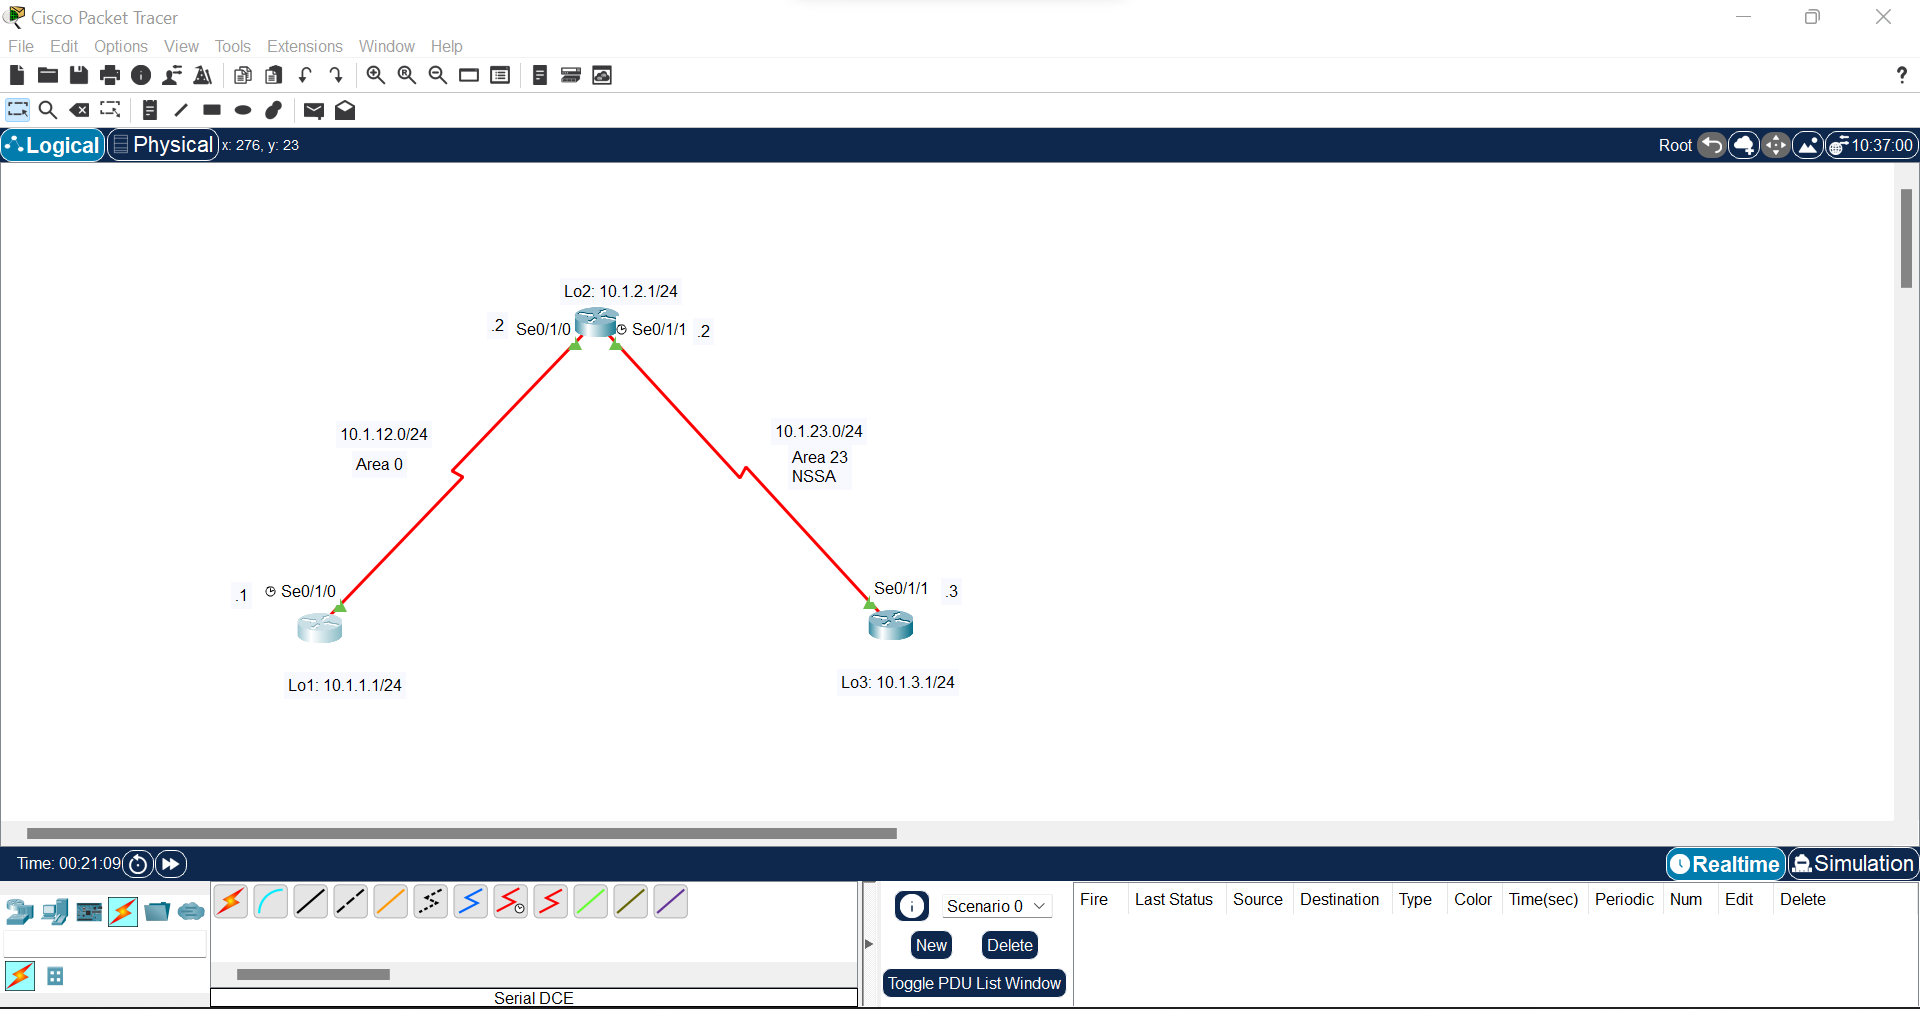 Cisco Packet Tracer
File Edit Options View Tools Extensions Window Help
?
Logical Physical x: 276, y: 23 Root 10:37:00
Lo2: 10.1.2.1/24
.2 Se0/1/0 Se0/1/1 .2
10.1.12.0/24
Area 0
10.1.23.0/24
Area 23
NSSA
.1 Se0/1/0
Se0/1/1 .3
Lo1: 10.1.1.1/24
Lo3: 10.1.3.1/24
Time: 00:21:09 Realtime Simulation
Scenario 0
New Delete
Toggle PDU List Window
Fire Last Status Source Destination Type Color Time(sec) Periodic Num Edit Delete
Serial DCE